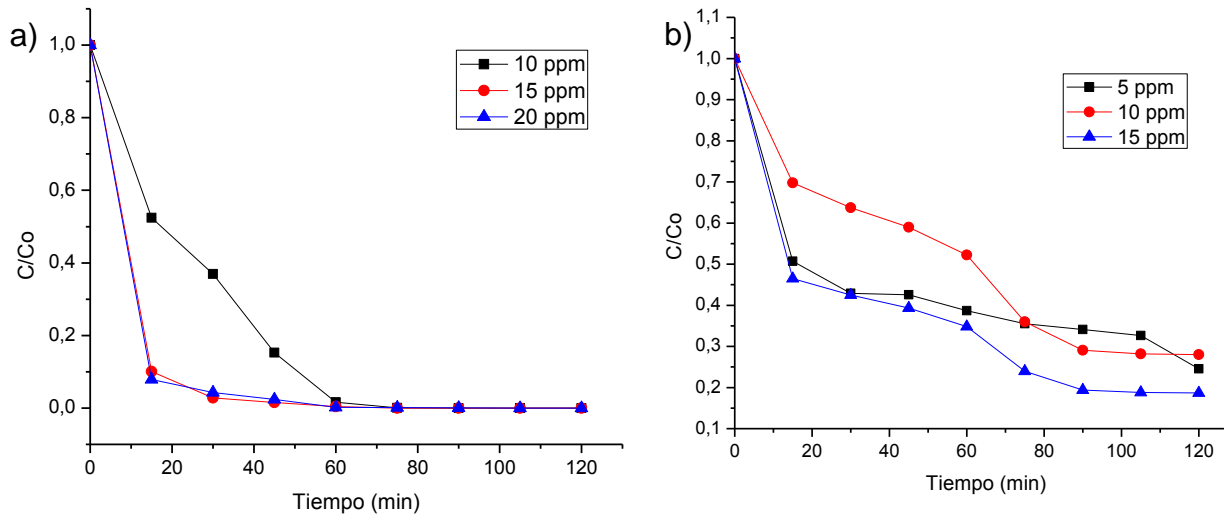 a)
1,0
0,8
0,6
0,4
0,2
0,0
C/Co
0 20 40 60 80 100 120
Tiempo (min)
10 ppm
15 ppm
20 ppm
b)
1,1
1,0
0,9
0,8
0,7
0,6
0,5
0,4
0,3
0,2
0,1
C/Co
0 20 40 60 80 100 120
Tiempo (min)
5 ppm
10 ppm
15 ppm